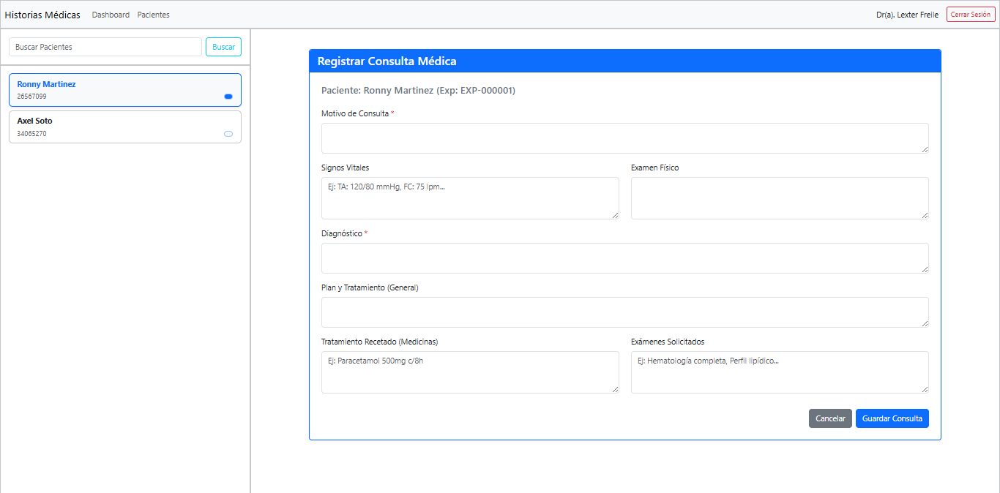 Historias Médicas Dashboard Pacientes Dr(a). Lexter Freile Cerrar Sesión
Buscar Pacientes Buscar
Ronny Martinez
26567099
Axel Soto
34065270
Registrar Consulta Médica
Paciente: Ronny Martinez (Exp: EXP-000001)
Motivo de Consulta *
Signos Vitales Examen Físico
Ej: TA: 120/80 mmHg, FC: 75 lpm...
Diagnóstico *
Plan y Tratamiento (General)
Tratamiento Recetado (Medicinas) Exámenes Solicitados
Ej: Paracetamol 500mg c/8h Ej: Hematología completa, Perfil lipídico...
Cancelar Guardar Consulta